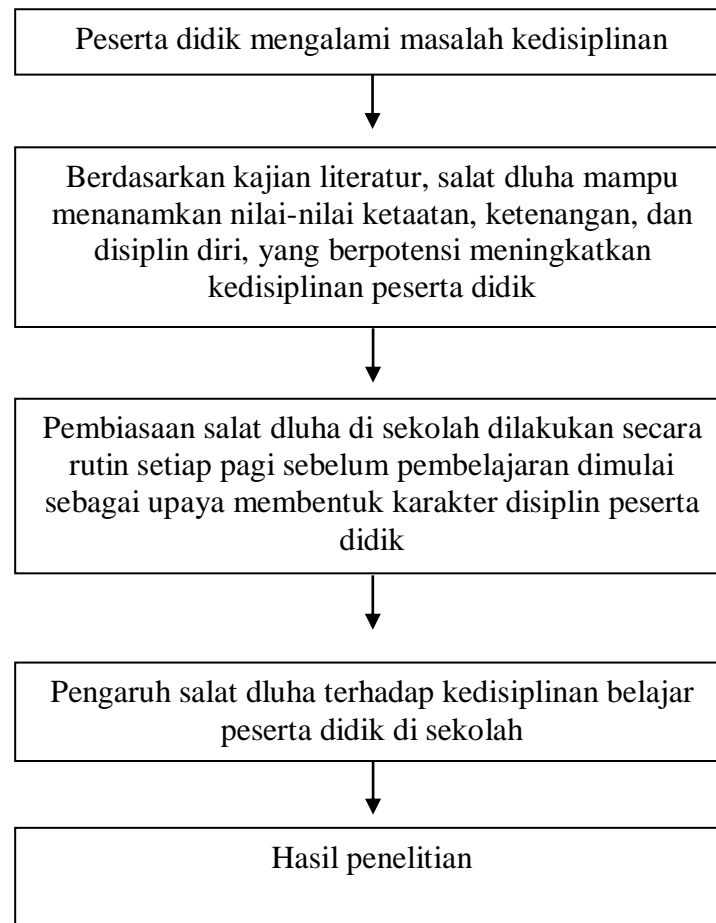 Peserta didik mengalami masalah kedisiplinan
Berdasarkan kajian literatur, salat dluha mampu
menanamkan nilai-nilai ketaatan, ketenangan, dan
disiplin diri, yang berpotensi meningkatkan
kedisiplinan peserta didik
Pembiasaan salat dluha di sekolah dilakukan secara
rutin setiap pagi sebelum pembelajaran dimulai
sebagai upaya membentuk karakter disiplin peserta
didik
Pengaruh salat dluha terhadap kedisiplinan belajar
peserta didik di sekolah
Hasil penelitian